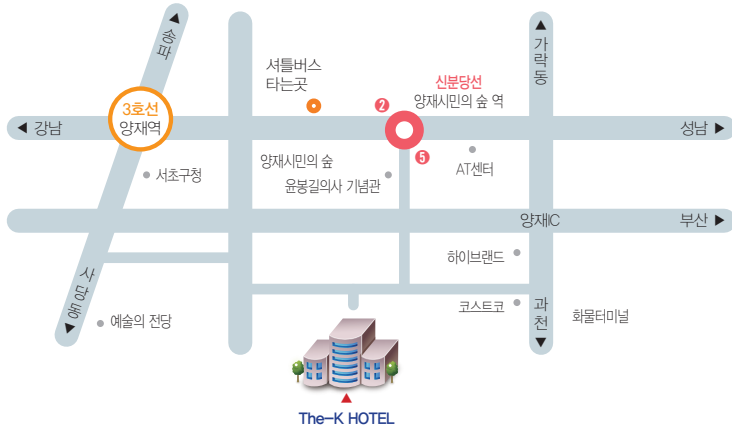 ▲
송파
▲
가락동
셔틀버스
타는곳
신분당선
양재시민의 숲 역
3호선
양재역
2
◀ 강남
성남 ▶
5
양재시민의 숲
윤봉길의사 기념관
AT센터
서초구청
양재IC
부산 ▶
하이브랜드
사당동
▼
예술의 전당
코스트코
과천
▼
화물터미널
▲
The-K HOTEL